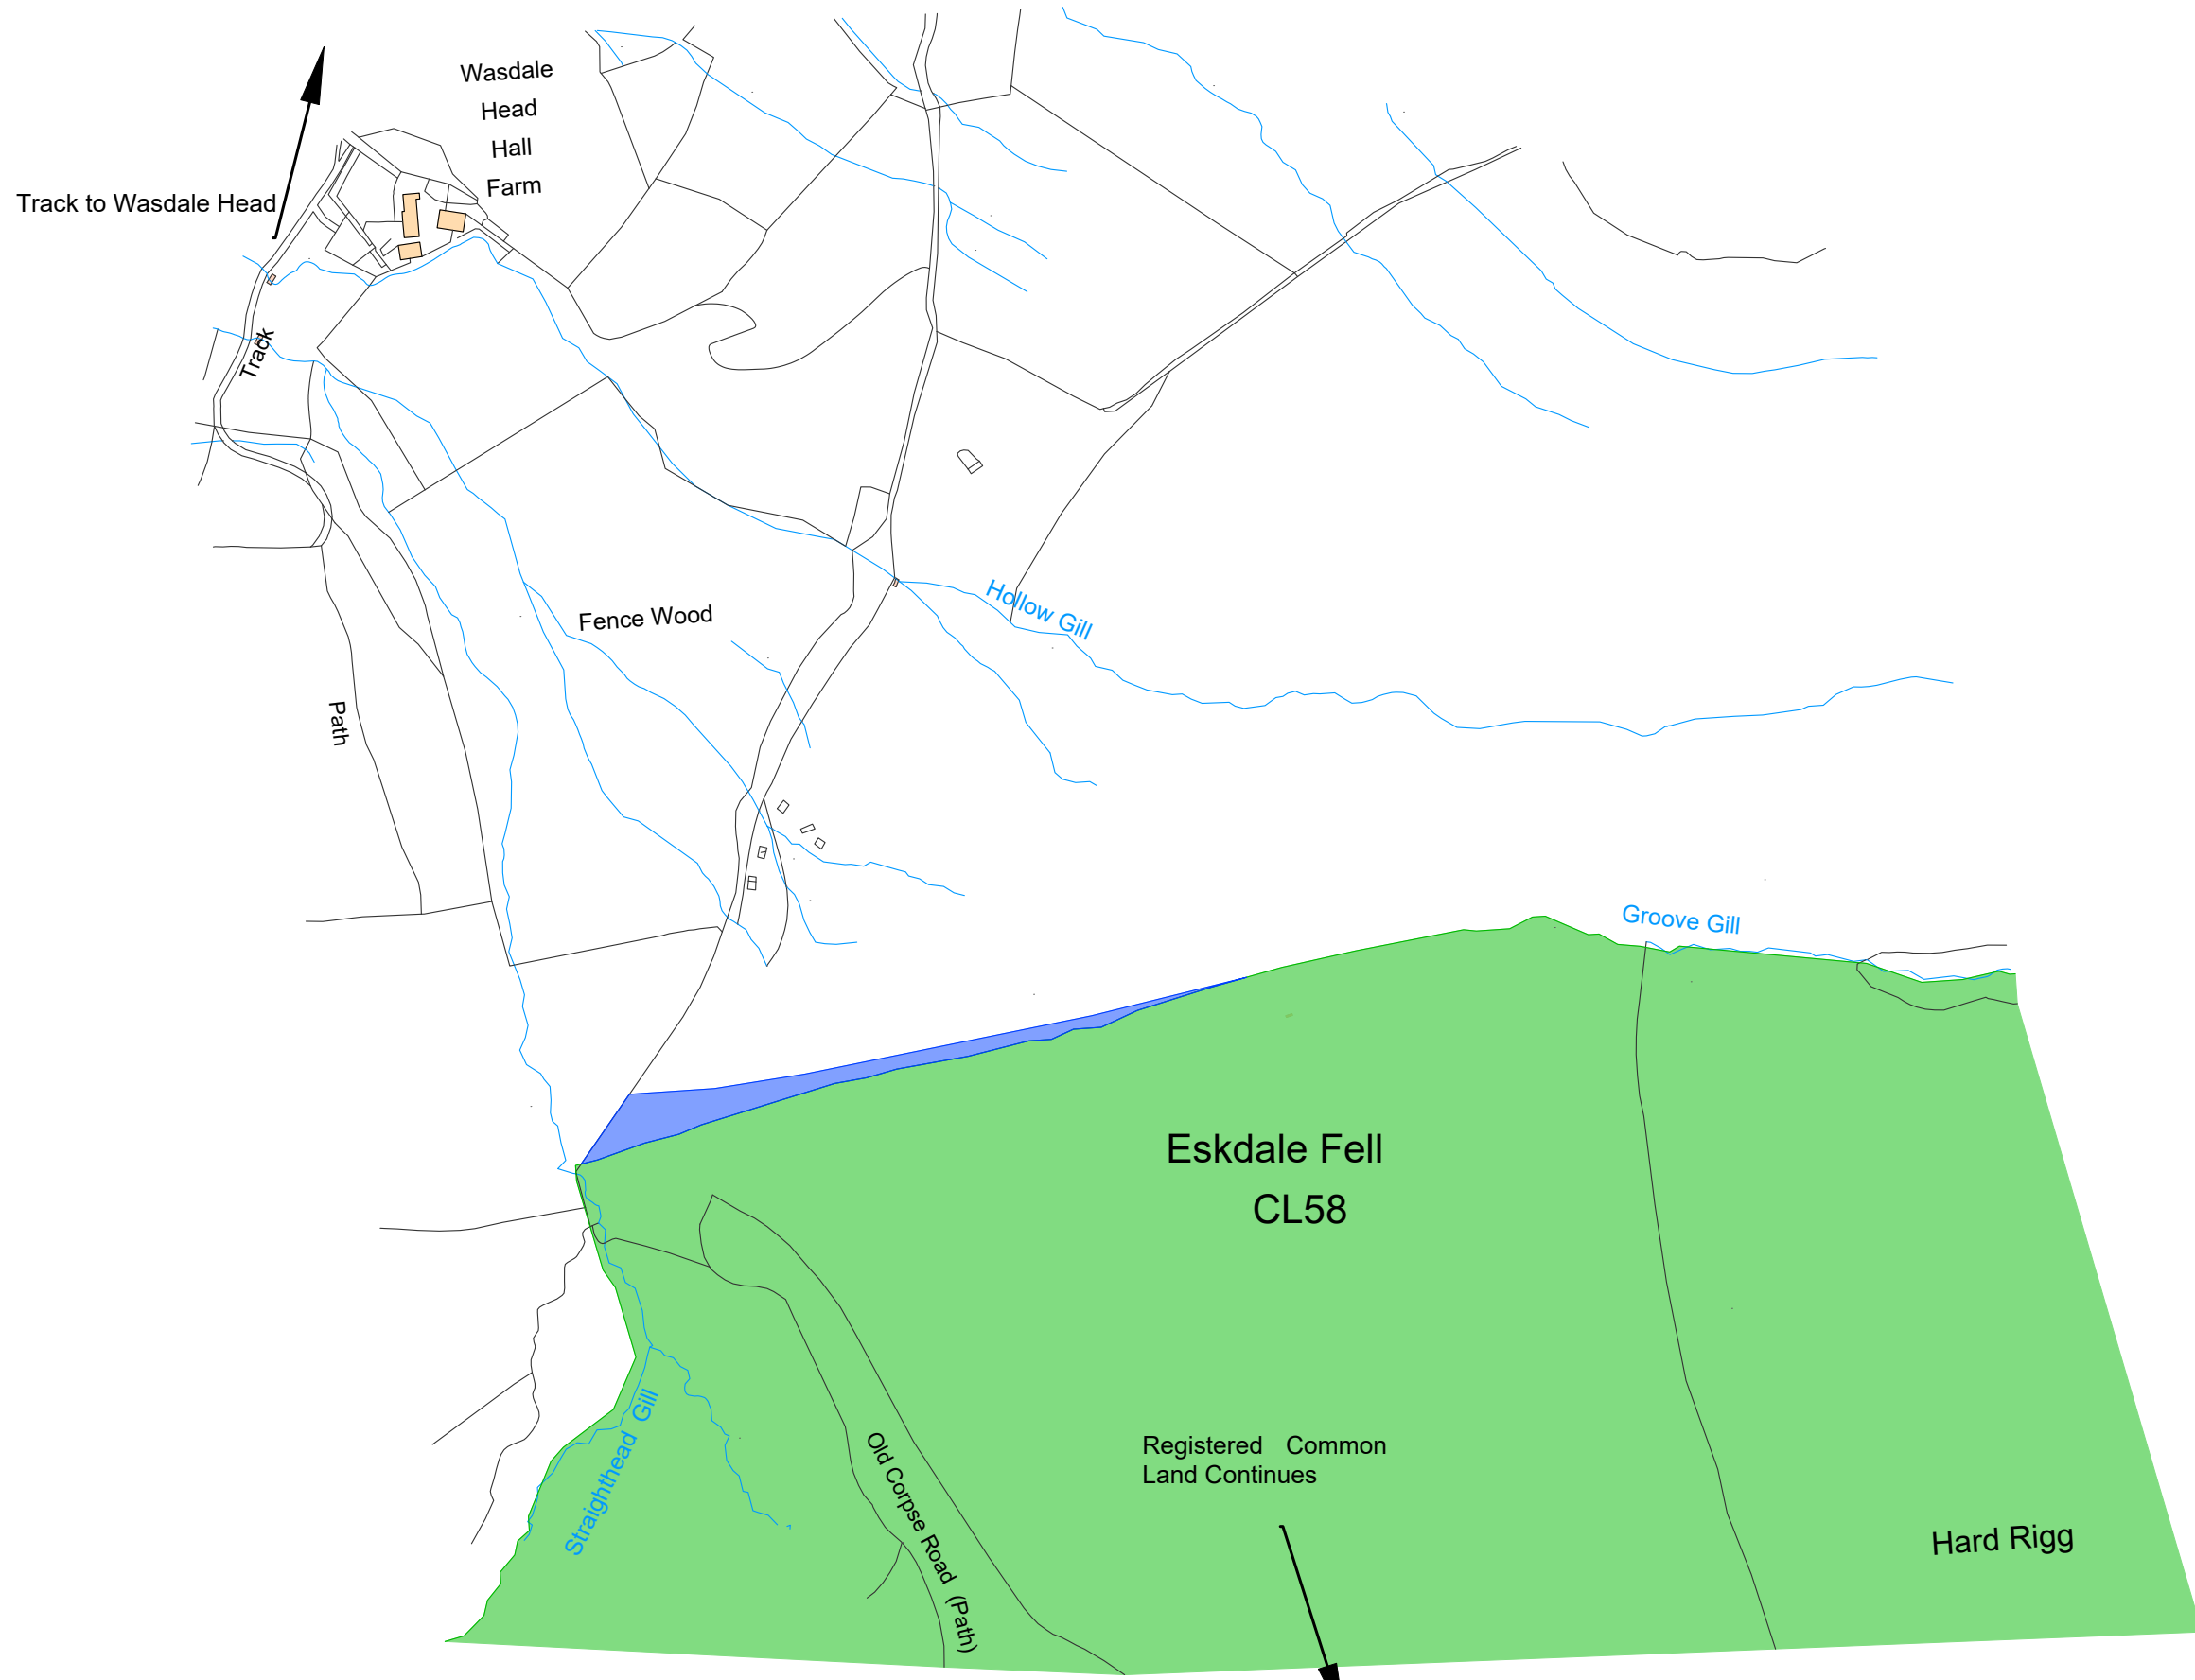 Wasdale
Head
Hall
Farm
Track to Wasdale Head
Track
Fence Wood
Hollow Gill
Path
Groove Gill
Eskdale Fell
CL58
Straighthead Gill
Old Corpse Road (Path)
Registered Common
Land Continues
Hard Rigg